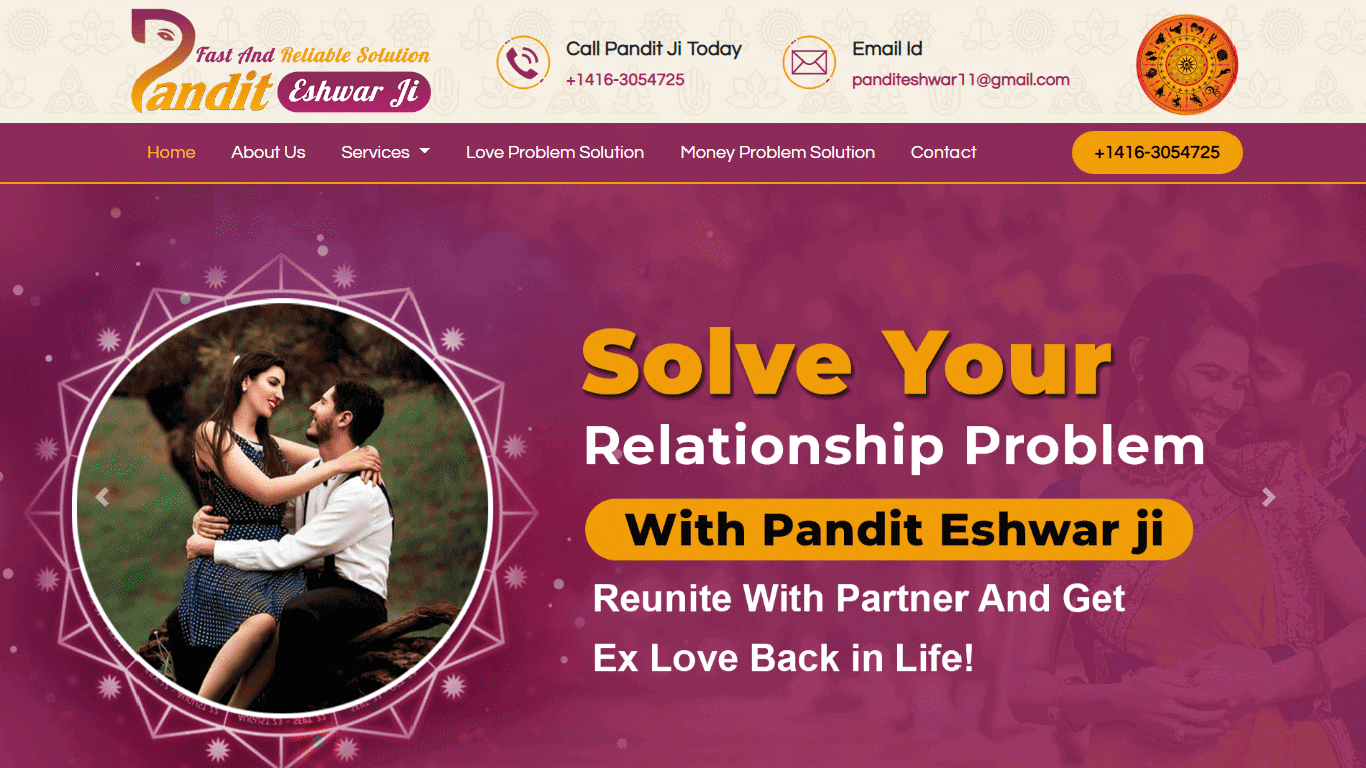 Fast And Reliable Solution
Pandit
Eshwar Ji
Call Pandit Ji Today
+1416-3054725
Email Id
panditeshwar11@gmail.com
Home
About Us
Services
Love Problem Solution
Money Problem Solution
Contact
+1416-3054725
Solve Your
Relationship Problem
With Pandit Eshwar ji
Reunite With Partner And Get
Ex Love Back in Life!